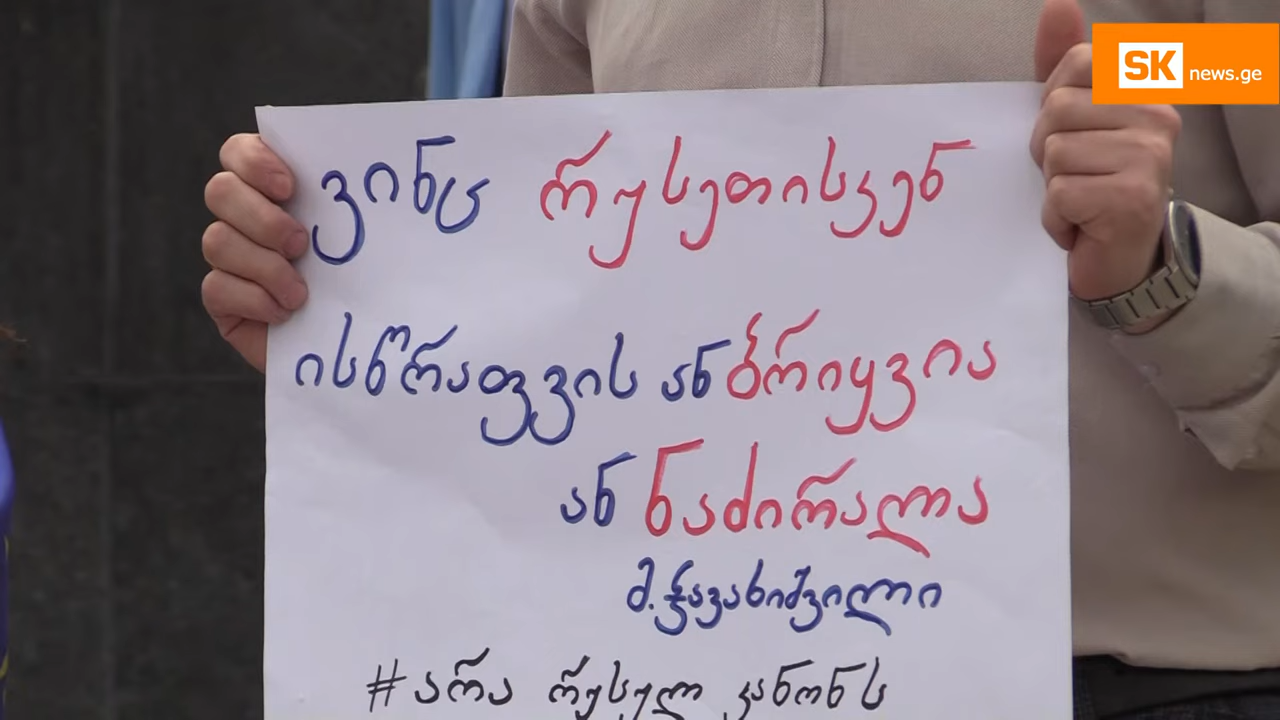 SK news.ge
ვინც რუსეთისკენ
ისწრაფვის ან ბრიყვია
ან ნაძირალა
მ. ჯავახიშვილი
#არა რუსულ კანონს